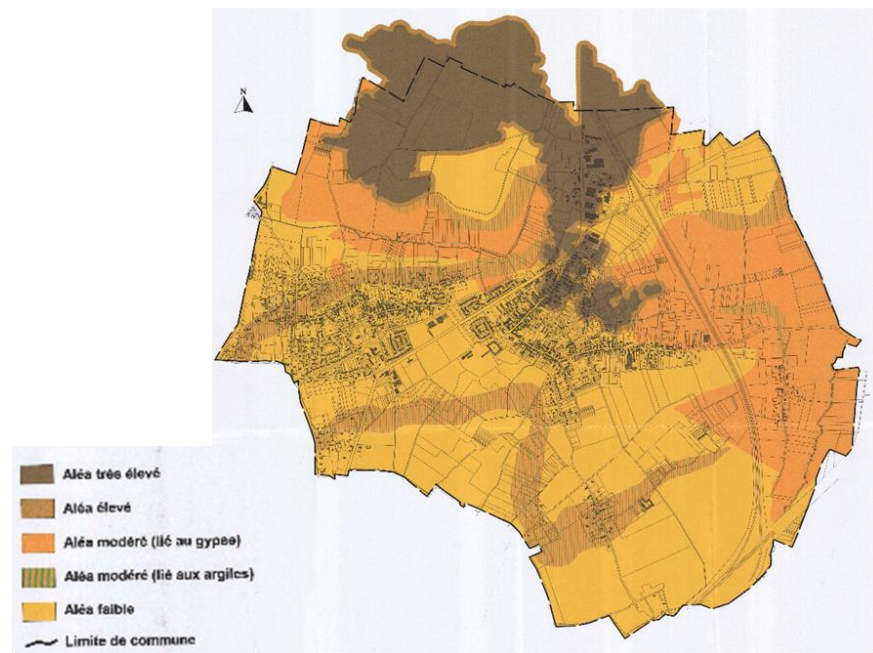 N
Aléa très élevé
Aléa élevé
Aléa modéré (lié au gypse)
Aléa modéré (lié aux argiles)
Aléa faible
Limite de commune